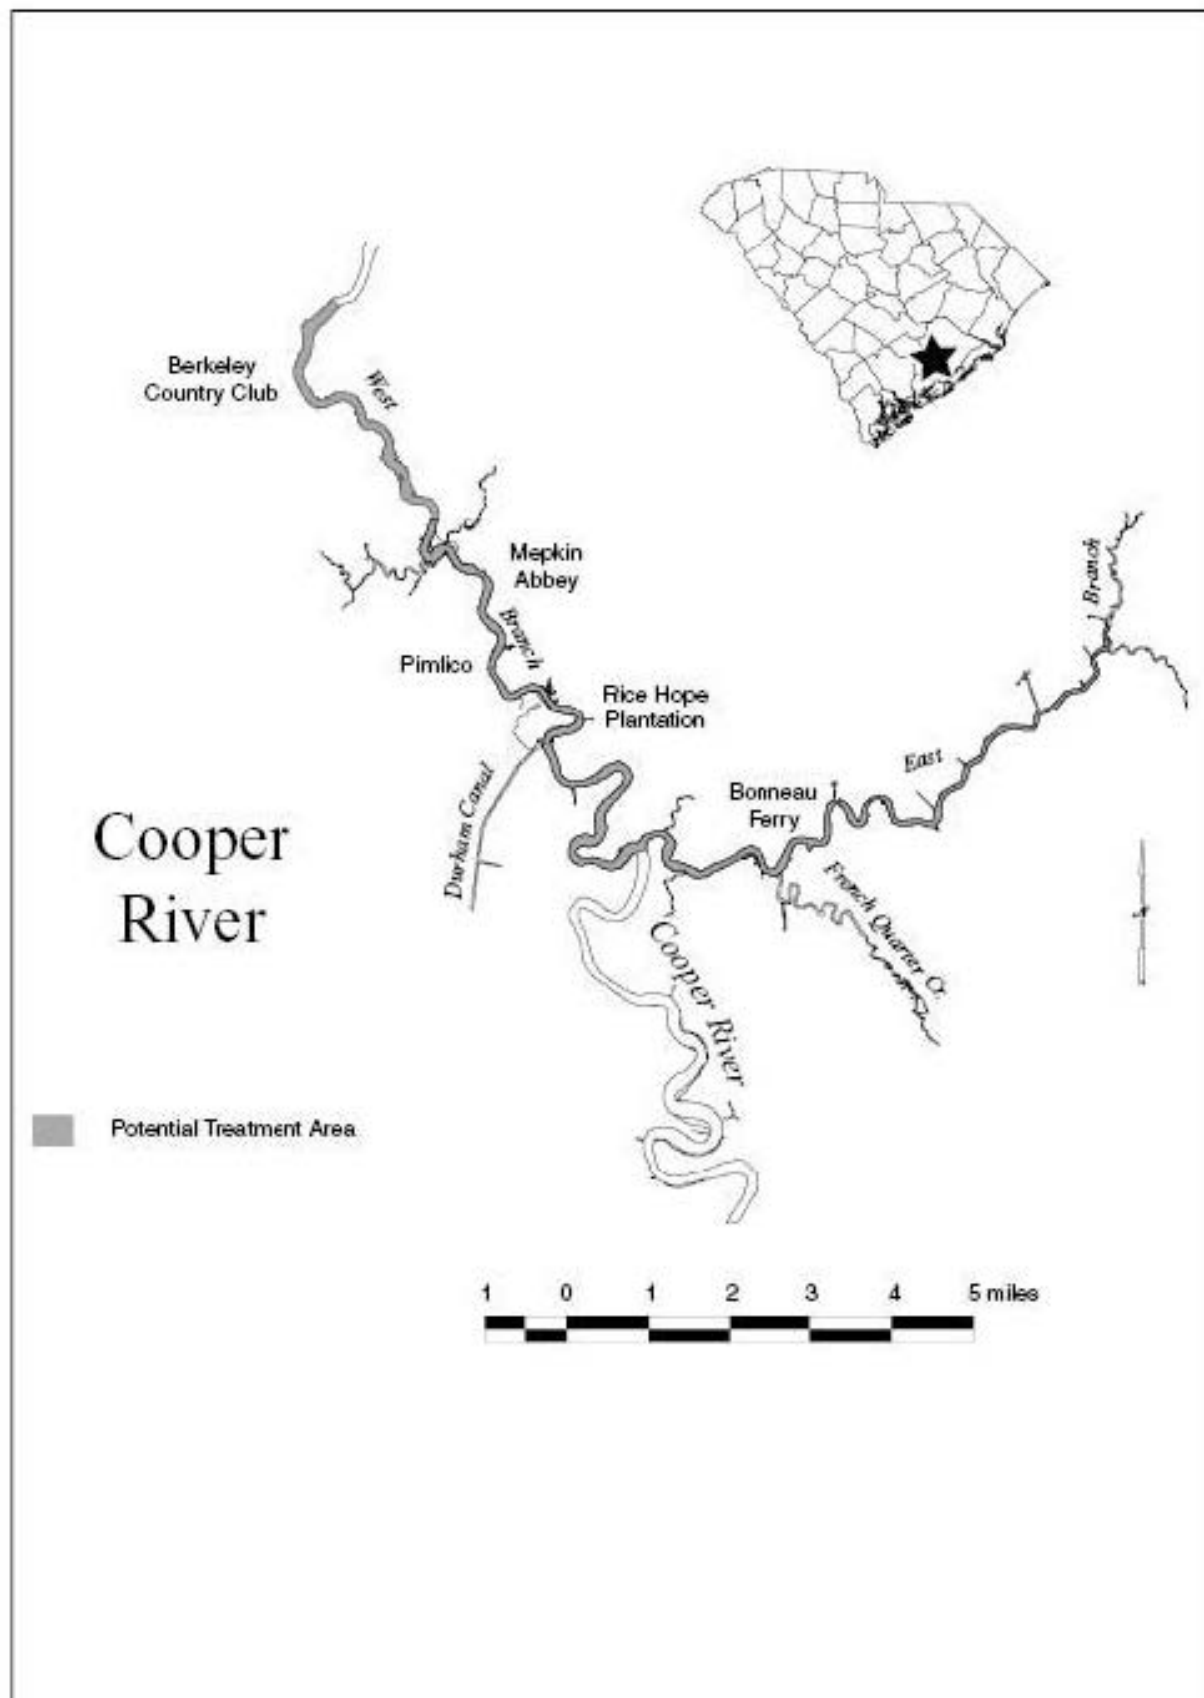 Berkeley
Country Club
West
Mepkin
Abbey
Branch
Pimlico
Rice Hope
Plantation
Branch
East
Bonneau
Ferry
Durham Canal
Cooper
River
French Quarter Cr.
Cooper River
Potential Treatment Area
1 0 1 2 3 4 5 miles